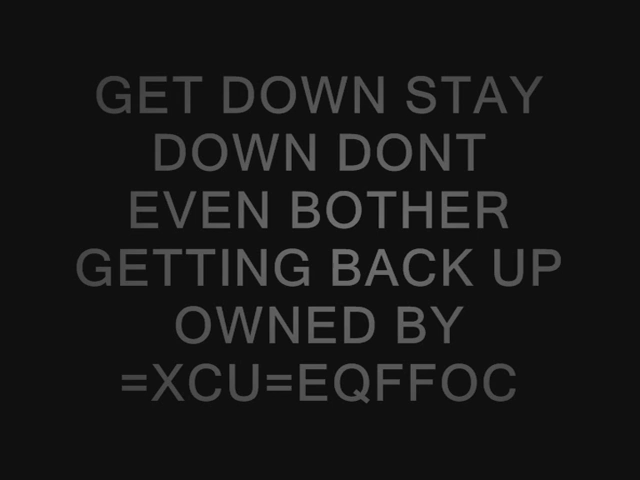 GET DOWN STAY
DOWN DONT
EVEN BOTHER
GETTING BACK UP
OWNED BY
=XCU=EQFFOC